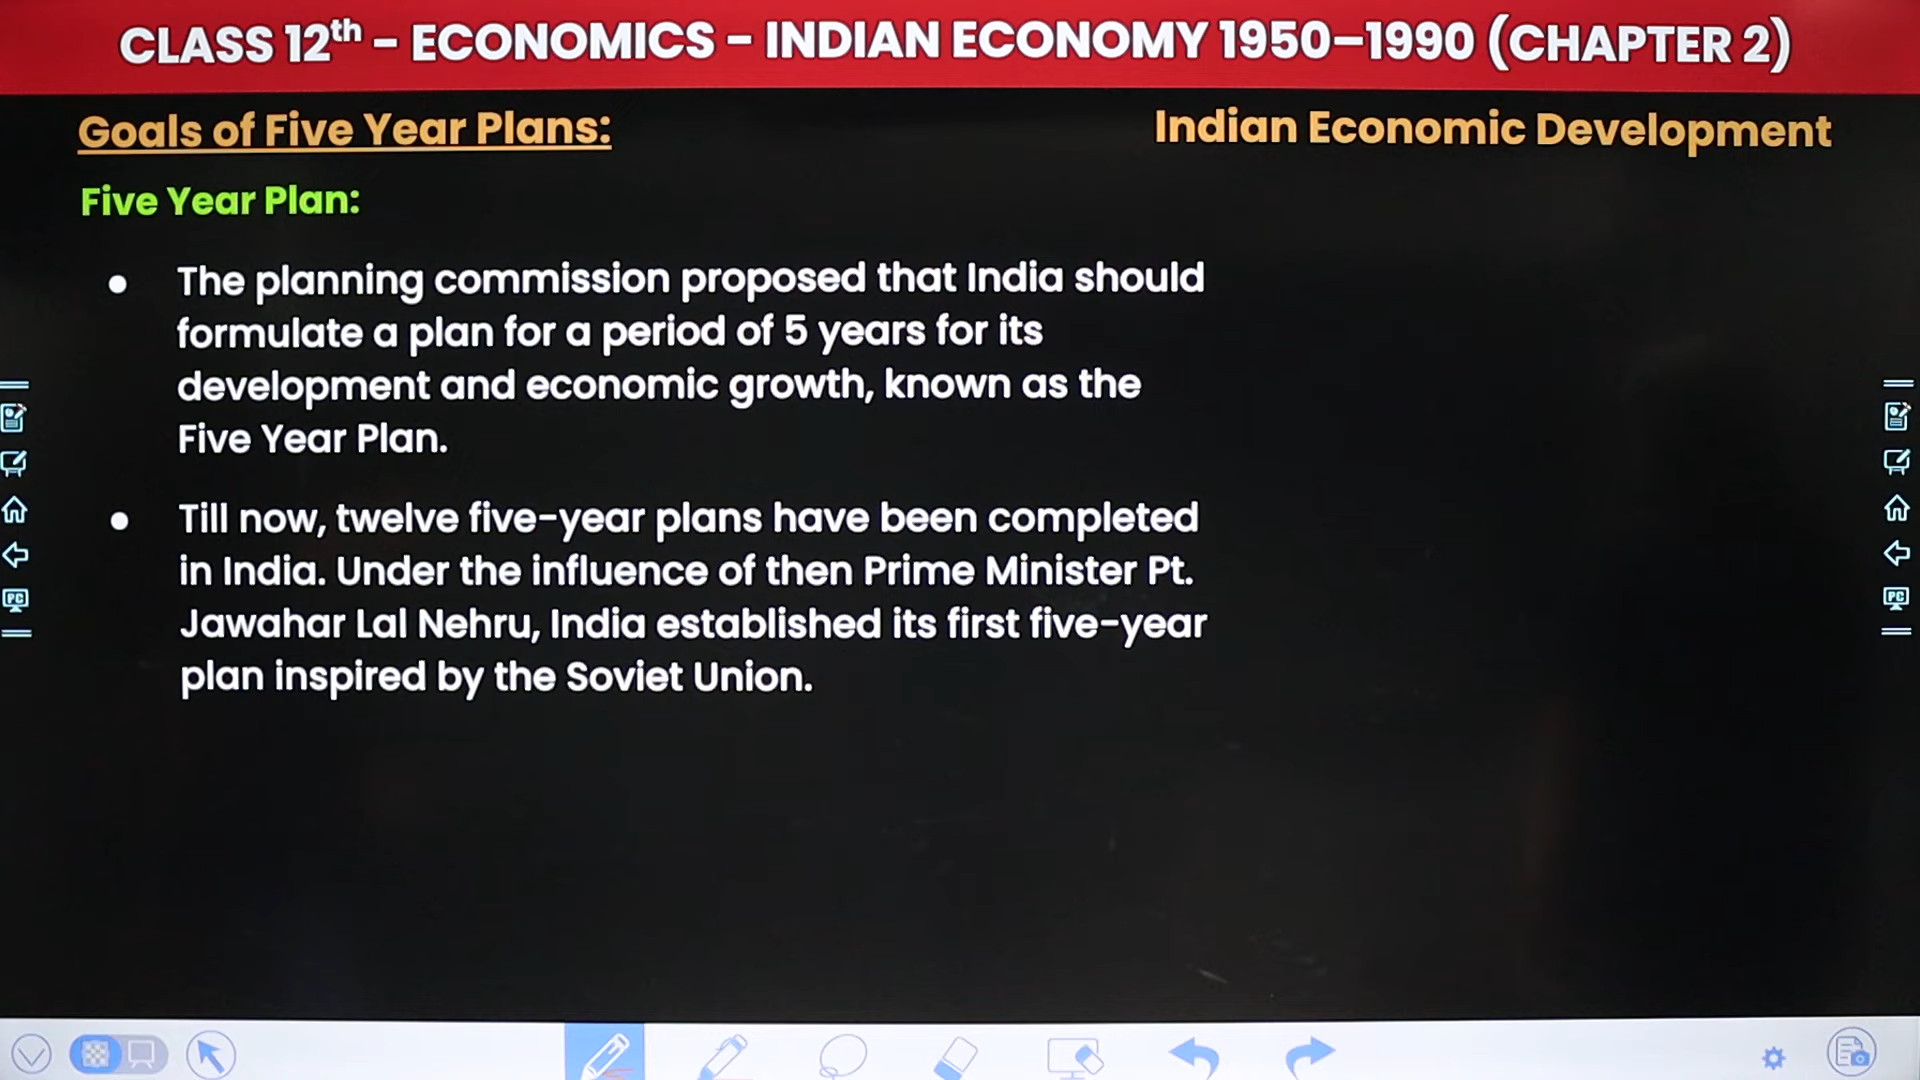 CLASS 12th – ECONOMICS – INDIAN ECONOMY 1950–1990 (CHAPTER 2)
Goals of Five Year Plans:
Indian Economic Development
Five Year Plan:
● The planning commission proposed that India should
formulate a plan for a period of 5 years for its
development and economic growth, known as the
Five Year Plan.
● Till now, twelve five-year plans have been completed
in India. Under the influence of then Prime Minister Pt.
Jawahar Lal Nehru, India established its first five-year
plan inspired by the Soviet Union.
PC
PC